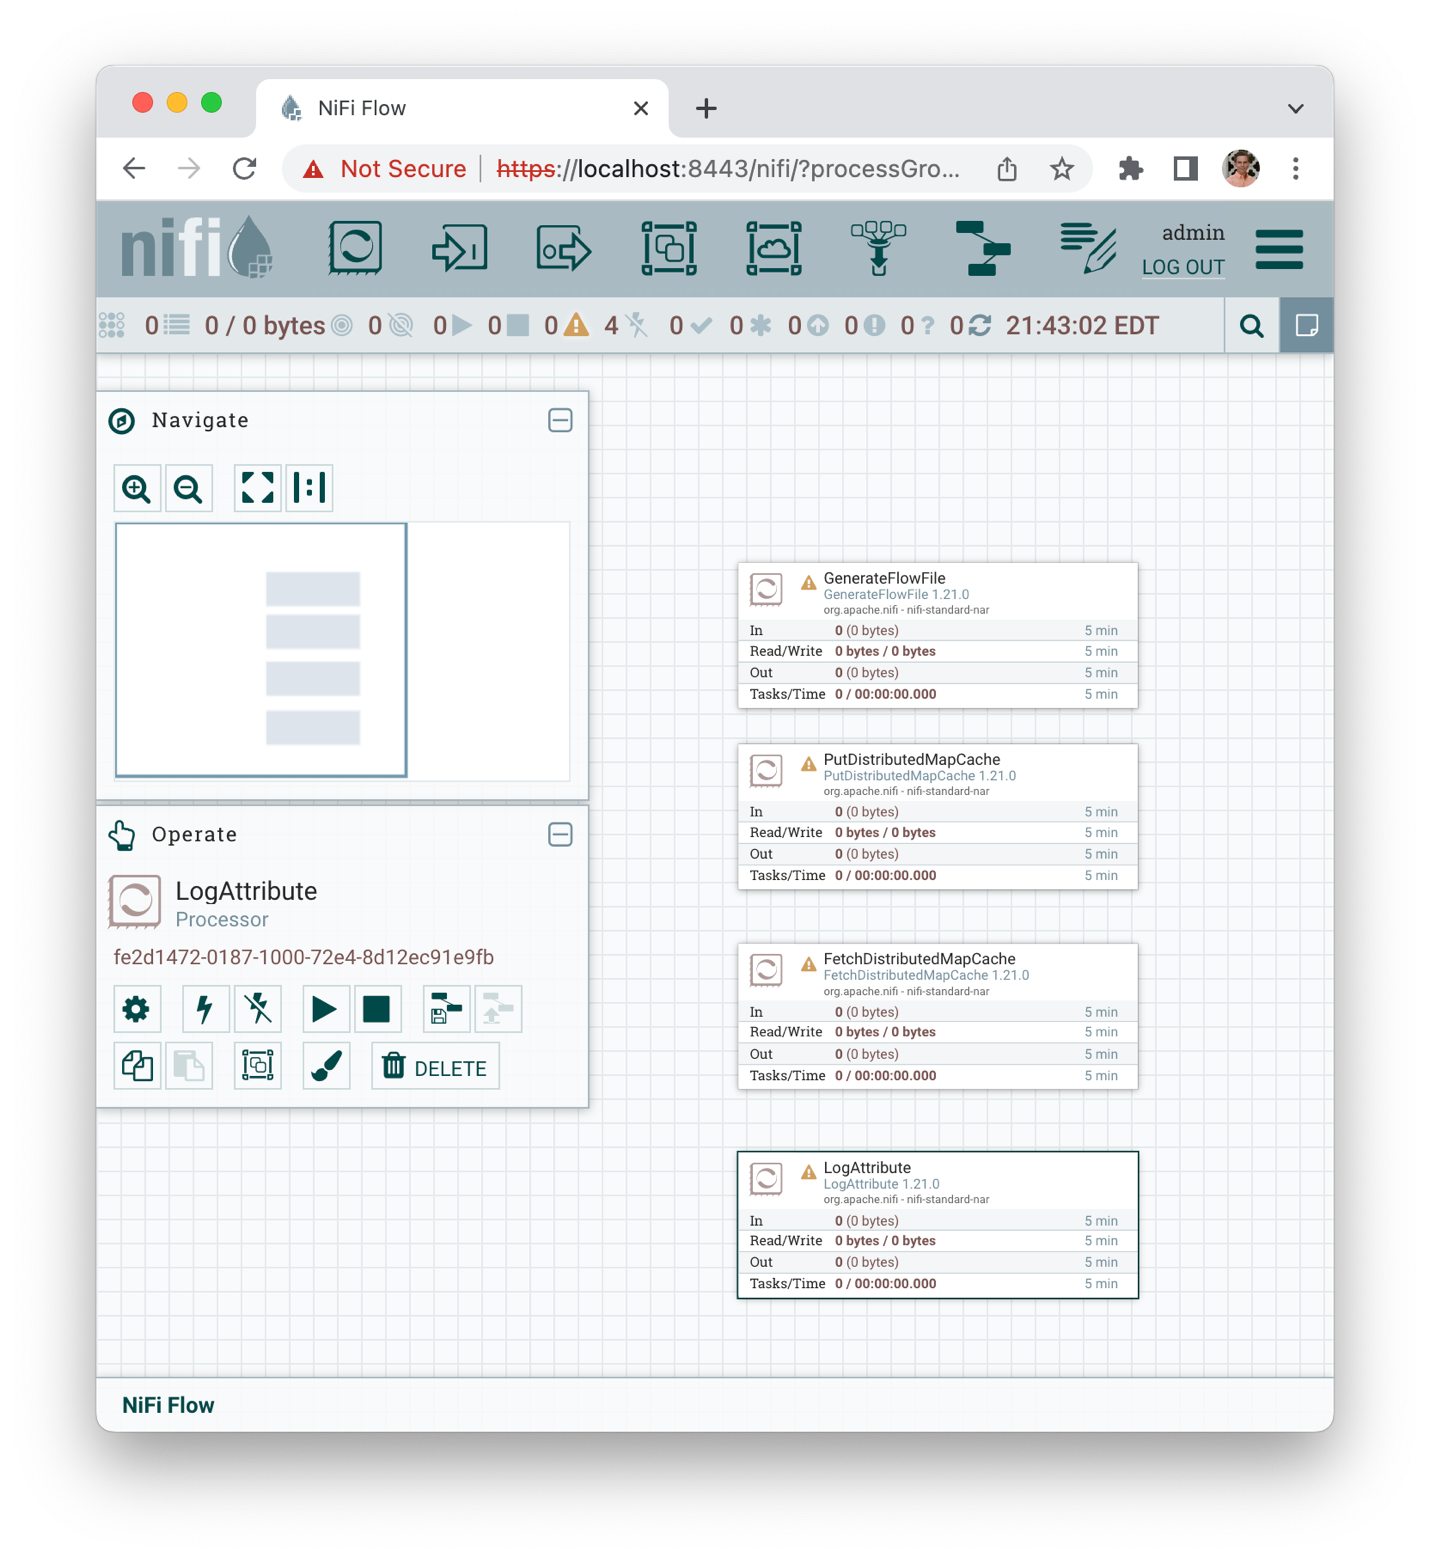 NiFi Flow
Not Secure https://localhost:8443/nifi/?processGro...
nifi
admin
LOG OUT
0 0 / 0 bytes 0 0 0 0 4 0 0 0 0 0 ? 0 21:43:02 EDT
Navigate
GenerateFlowFile
GenerateFlowFile 1.21.0
org.apache.nifi - nifi-standard-nar
In 0 (0 bytes) 5 min
Read/Write 0 bytes / 0 bytes 5 min
Out 0 (0 bytes) 5 min
Tasks/Time 0 / 00:00:00.000 5 min
PutDistributedMapCache
PutDistributedMapCache 1.21.0
org.apache.nifi - nifi-standard-nar
In 0 (0 bytes) 5 min
Read/Write 0 bytes / 0 bytes 5 min
Out 0 (0 bytes) 5 min
Tasks/Time 0 / 00:00:00.000 5 min
Operate
LogAttribute
Processor
fe2d1472-0187-1000-72e4-8d12ec91e9fb
DELETE
FetchDistributedMapCache
FetchDistributedMapCache 1.21.0
org.apache.nifi - nifi-standard-nar
In 0 (0 bytes) 5 min
Read/Write 0 bytes / 0 bytes 5 min
Out 0 (0 bytes) 5 min
Tasks/Time 0 / 00:00:00.000 5 min
LogAttribute
LogAttribute 1.21.0
org.apache.nifi - nifi-standard-nar
In 0 (0 bytes) 5 min
Read/Write 0 bytes / 0 bytes 5 min
Out 0 (0 bytes) 5 min
Tasks/Time 0 / 00:00:00.000 5 min
NiFi Flow